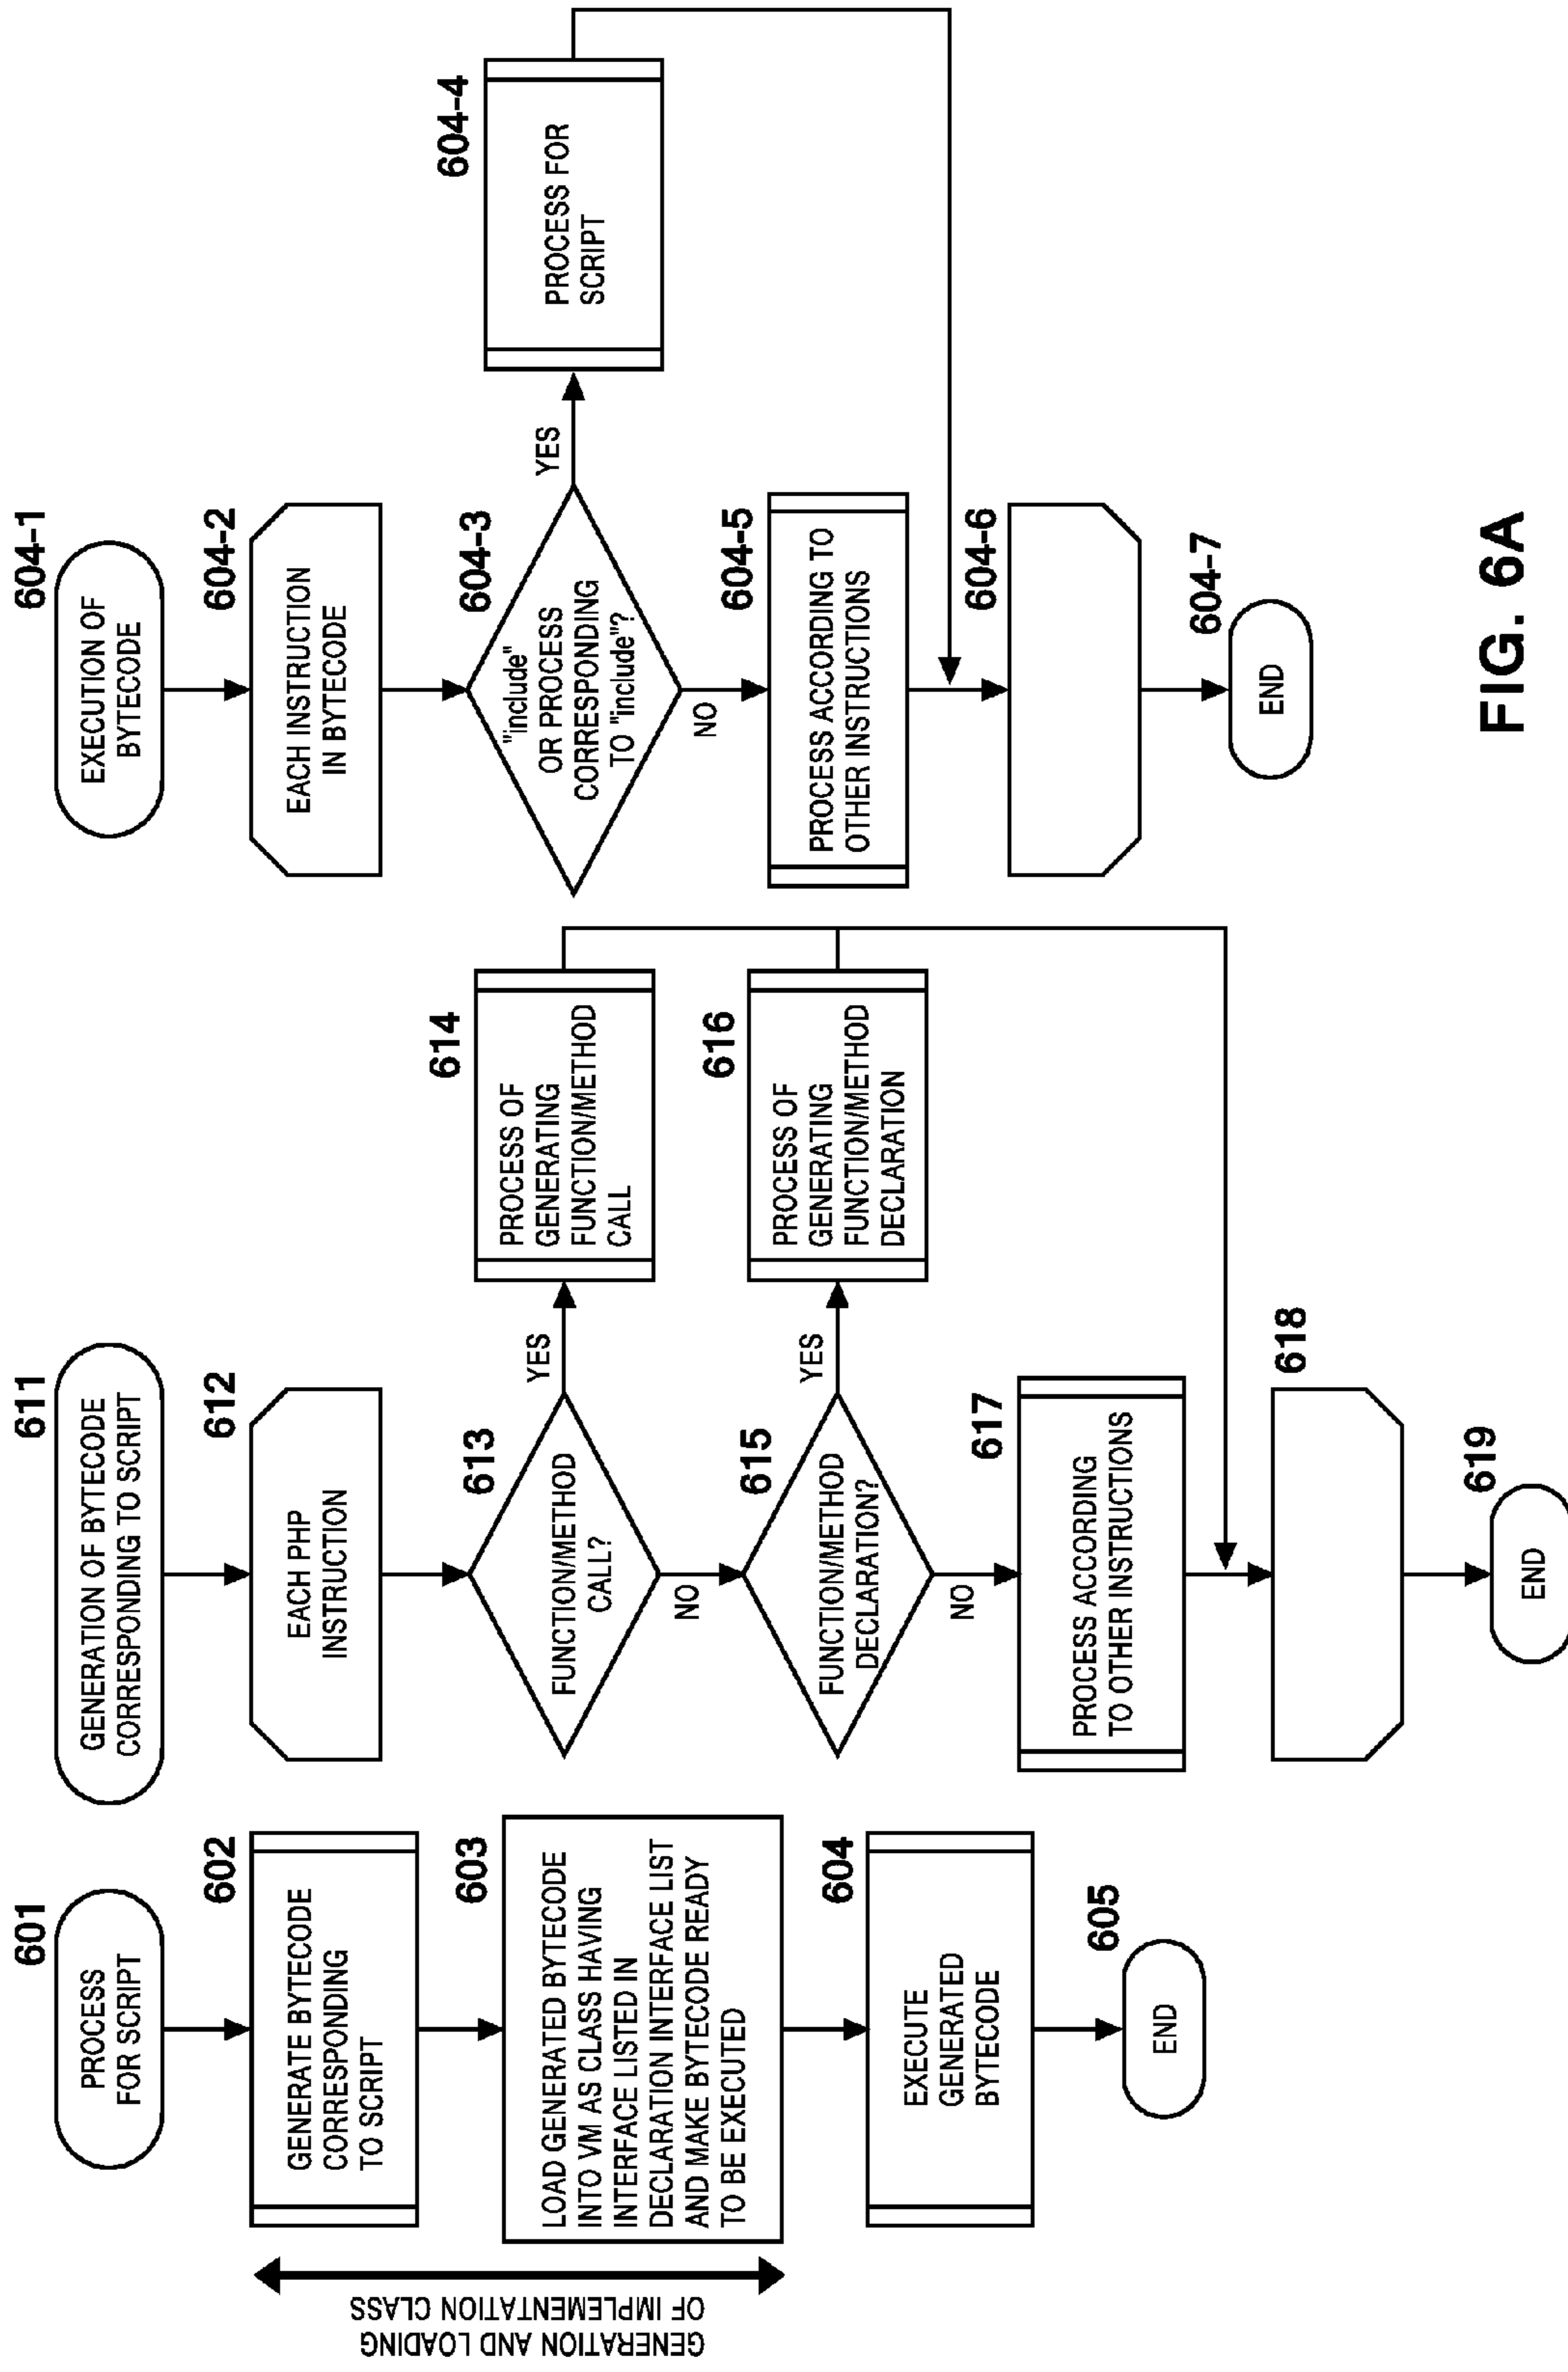 601
PROCESS
FOR SCRIPT
602
GENERATE BYTECODE
CORRESPONDING
TO SCRIPT
603
LOAD GENERATED BYTECODE
INTO VM AS CLASS HAVING
INTERFACE LISTED IN
DECLARATION INTERFACE LIST
AND MAKE BYTECODE READY
TO BE EXECUTED
604
EXECUTE
GENERATED
BYTECODE
605
END
GENERATION AND LOADING
OF IMPLEMENTATION CLASS
611
GENERATION OF BYTECODE
CORRESPONDING TO SCRIPT
612
EACH PHP
INSTRUCTION
613
FUNCTION/METHOD
CALL?
YES
NO
614
PROCESS OF
GENERATING
FUNCTION/METHOD
CALL
615
FUNCTION/METHOD
DECLARATION?
YES
NO
616
PROCESS OF
GENERATING
FUNCTION/METHOD
DECLARATION
617
PROCESS ACCORDING
TO OTHER INSTRUCTIONS
618
619
END
604-1
EXECUTION OF
BYTECODE
604-2
EACH INSTRUCTION
IN BYTECODE
604-3
"include"
OR PROCESS
CORRESPONDING
TO "include"?
YES
NO
604-4
PROCESS FOR
SCRIPT
604-5
PROCESS ACCORDING TO
OTHER INSTRUCTIONS
604-6
604-7
END
FIG. 6A